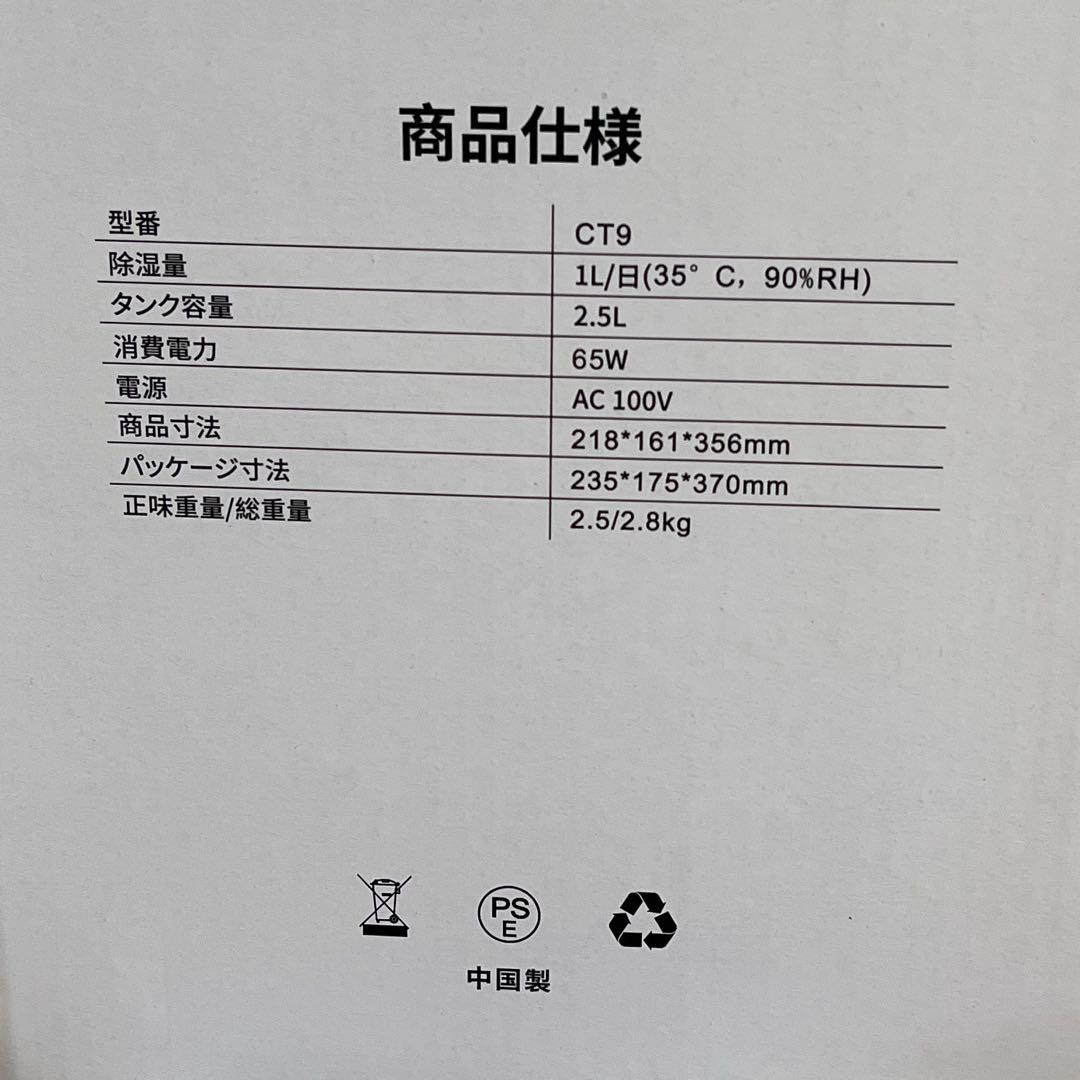 商品仕様
型番 CT9
除湿量 1L/日(35°C, 90%RH)
タンク容量 2.5L
消費電力 65W
電源 AC 100V
商品寸法 218*161*356mm
パッケージ寸法 235*175*370mm
正味重量/総重量 2.5/2.8kg
PS
E
中国製